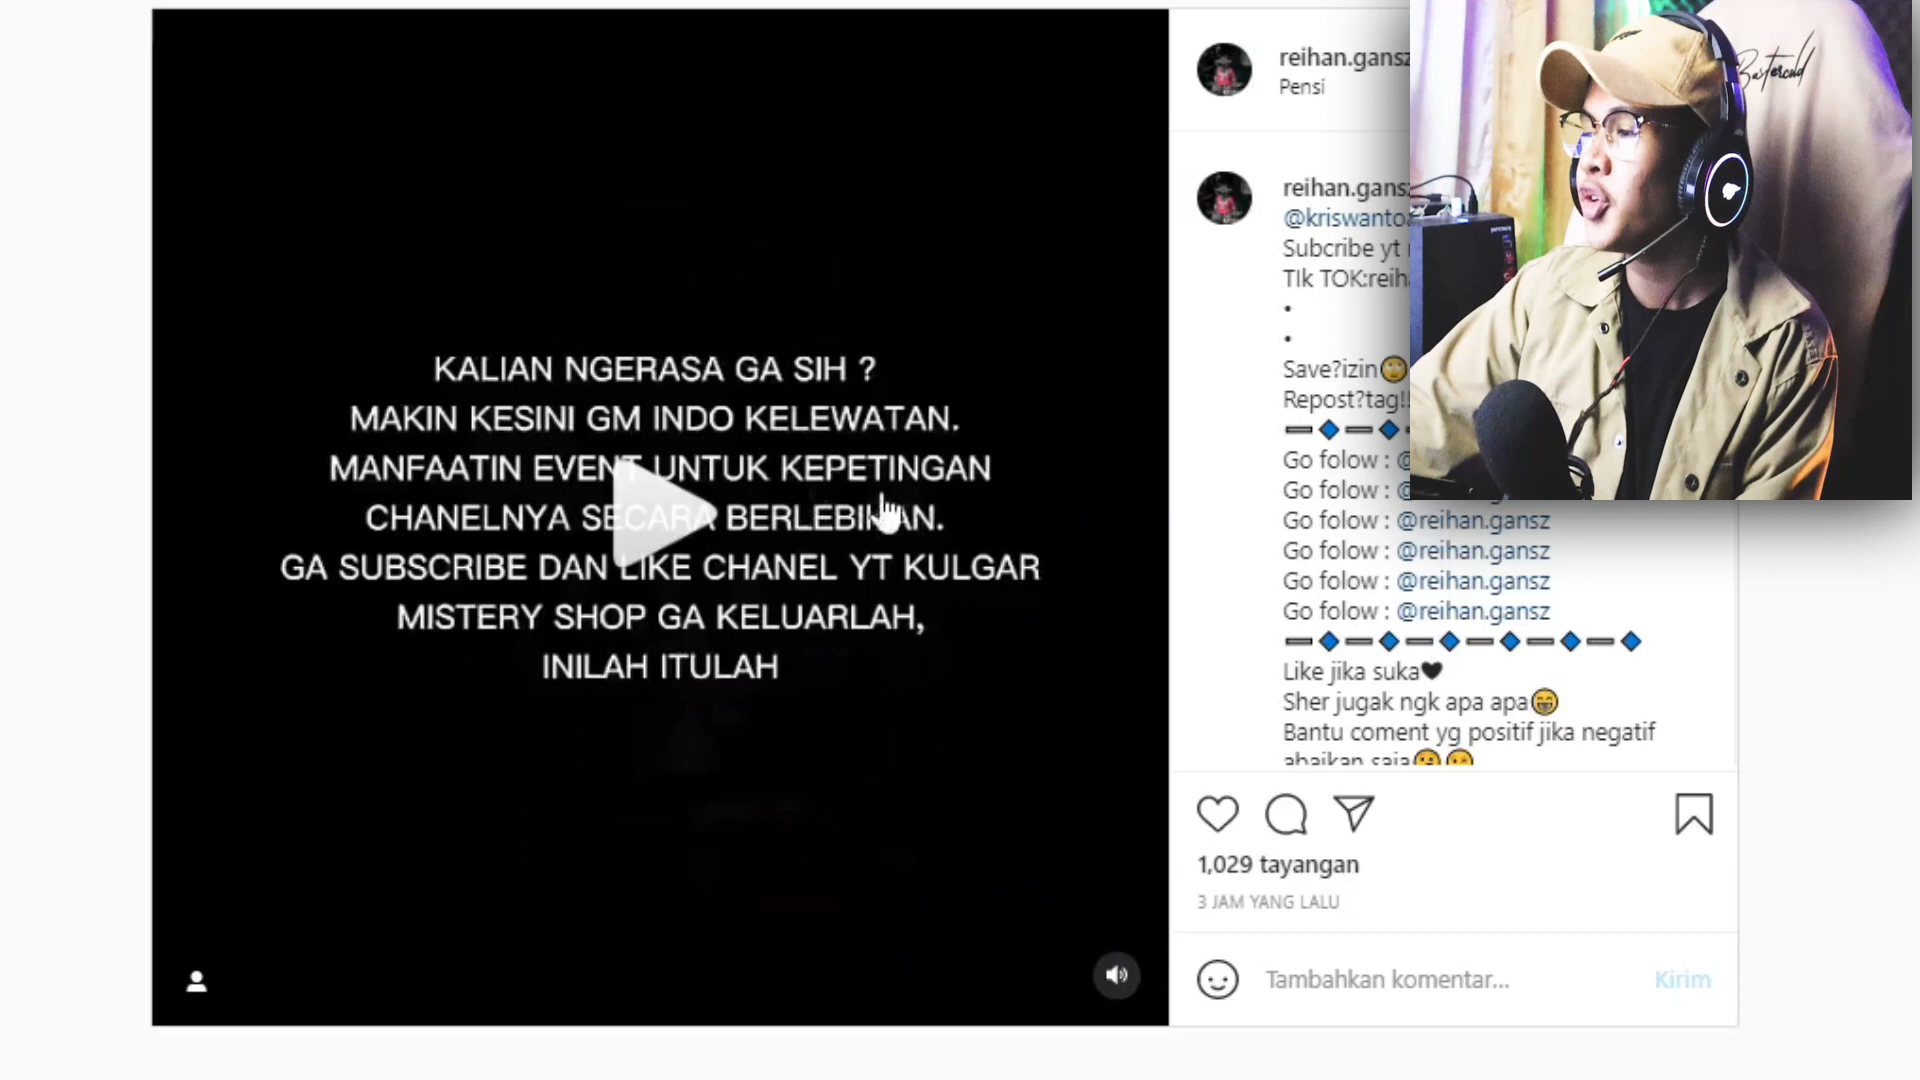 KALIAN NGERASA GA SIH ?
MAKIN KESINI GM INDO KELEWATAN.
MANFAATIN EVENT UNTUK KEPETINGAN
CHANELNYA SECARA BERLEBIHAN.
GA SUBSCRIBE DAN LIKE CHANEL YT KULGAR
MISTERY SHOP GA KELUARLAH,
INILAH ITULAH
reihan.gansz
Pensi
reihan.gansz
@kriswanto
Subcribe yt
TIk TOK:reih
•
•
Save?izin🙄
Repost?tag!!
Go folow : @
Go folow : @
Go folow : @reihan.gansz
Go folow : @reihan.gansz
Go folow : @reihan.gansz
Go folow : @reihan.gansz
Like jika suka🖤
Sher jugak ngk apa apa😁
Bantu coment yg positif jika negatif
abaikan saja
1,029 tayangan
3 JAM YANG LALU
Tambahkan komentar...
Kirim